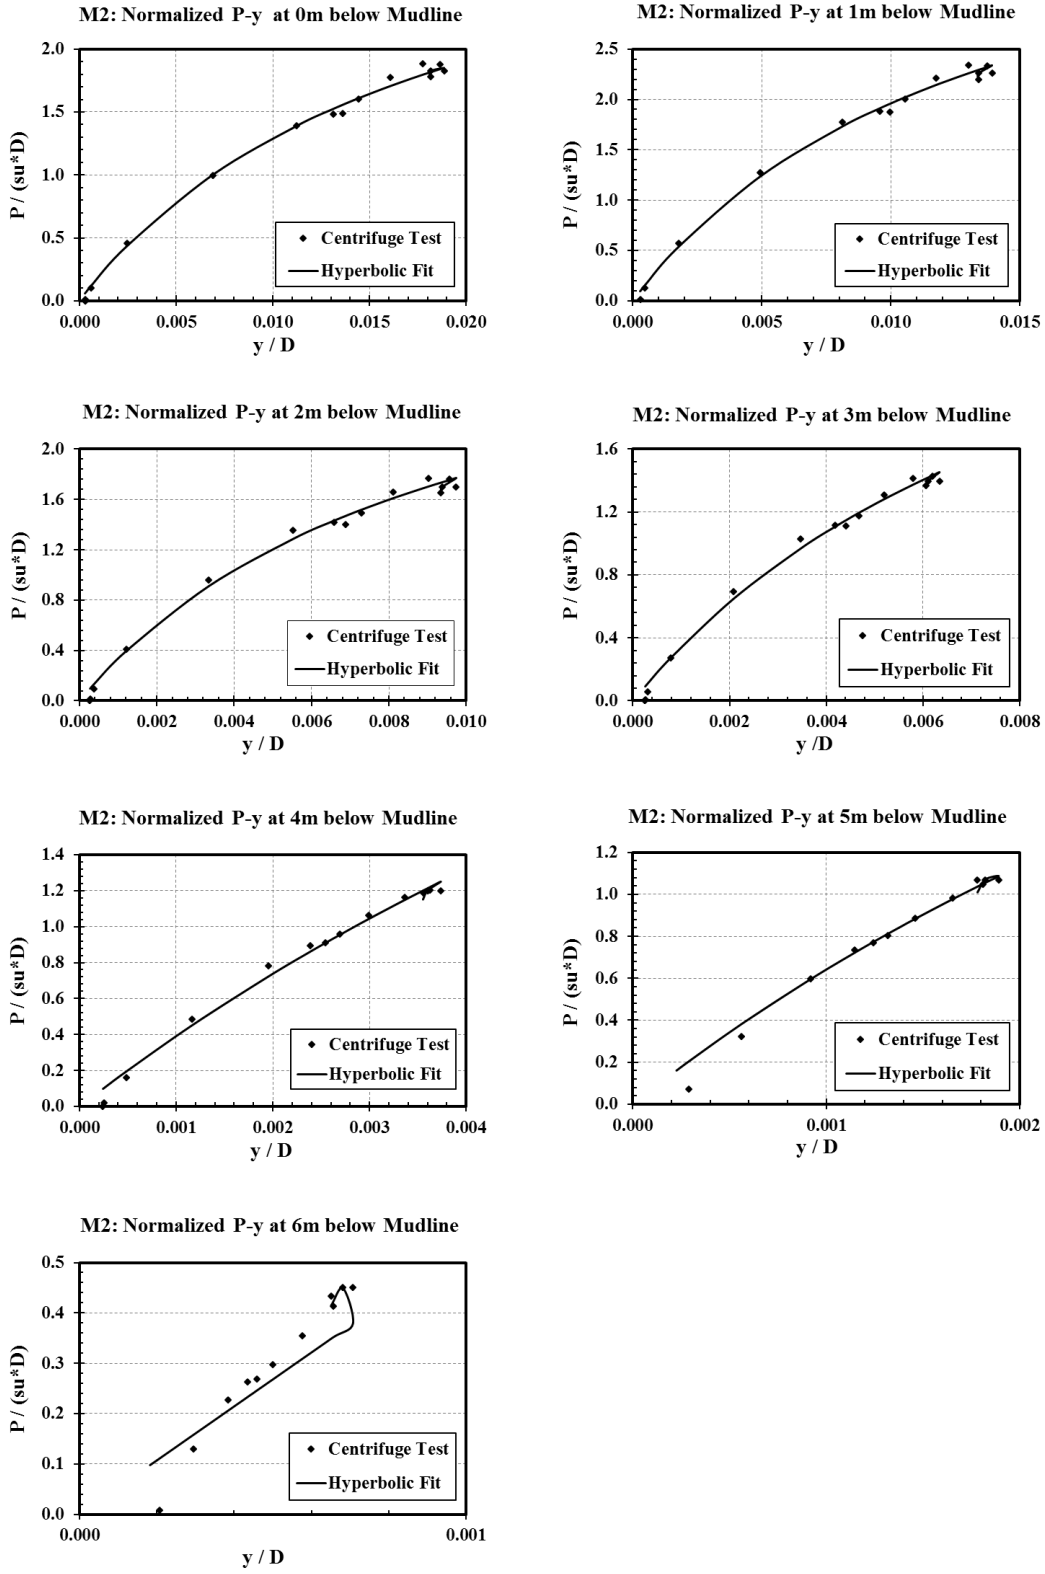 M2: Normalized P-y at 0m below Mudline
P / (su*D)
2.0
1.5
1.0
0.5
0.0
Centrifuge Test
Hyperbolic Fit
0.000 0.005 0.010 0.015 0.020
y / D
M2: Normalized P-y at 1m below Mudline
P / (su*D)
2.5
2.0
1.5
1.0
0.5
0.0
Centrifuge Test
Hyperbolic Fit
0.000 0.005 0.010 0.015
y / D
M2: Normalized P-y at 2m below Mudline
P / (su*D)
2.0
1.6
1.2
0.8
0.4
0.0
Centrifuge Test
Hyperbolic Fit
0.000 0.002 0.004 0.006 0.008 0.010
y / D
M2: Normalized P-y at 3m below Mudline
P / (su*D)
1.6
1.2
0.8
0.4
0.0
Centrifuge Test
Hyperbolic Fit
0.000 0.002 0.004 0.006 0.008
y /D
M2: Normalized P-y at 4m below Mudline
P / (su*D)
1.4
1.2
1.0
0.8
0.6
0.4
0.2
0.0
Centrifuge Test
Hyperbolic Fit
0.000 0.001 0.002 0.003 0.004
y / D
M2: Normalized P-y at 5m below Mudline
P / (su*D)
1.2
1.0
0.8
0.6
0.4
0.2
0.0
Centrifuge Test
Hyperbolic Fit
0.000 0.001 0.002
y / D
M2: Normalized P-y at 6m below Mudline
P / (su*D)
0.5
0.4
0.3
0.2
0.1
0.0
Centrifuge Test
Hyperbolic Fit
0.000 0.001
y / D